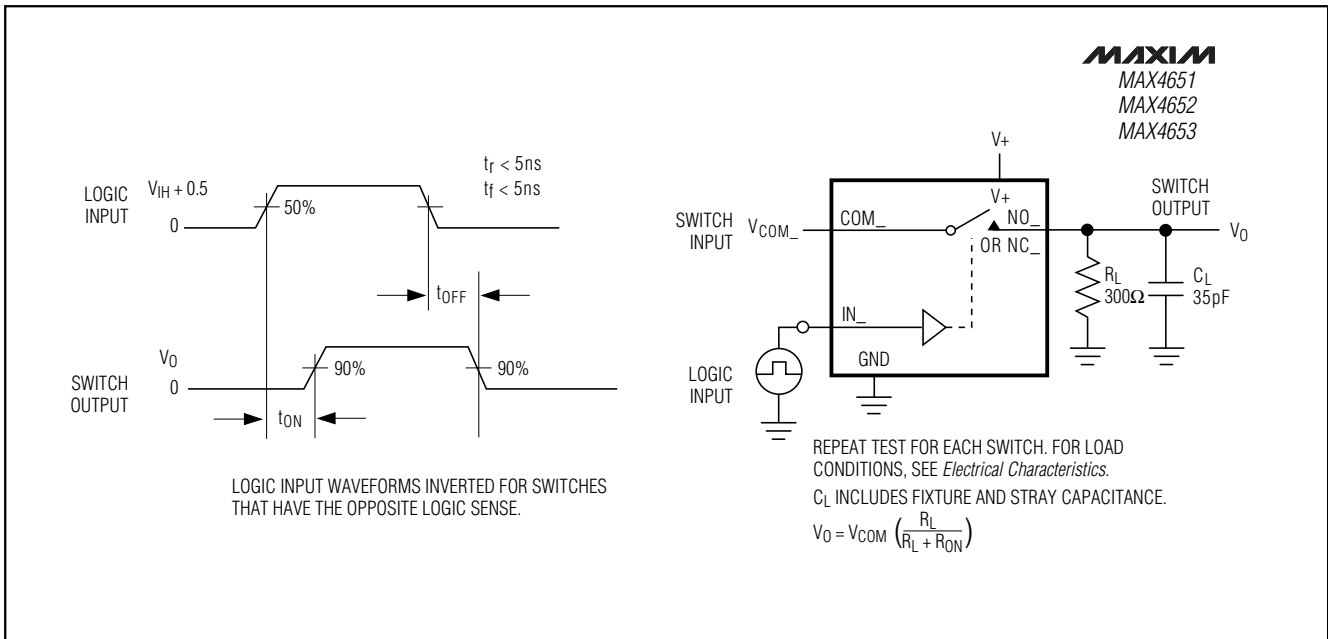 MAXIM
MAX4651
MAX4652
MAX4653
LOGIC
INPUT
VIH + 0.5
0
50%
tr < 5ns
tf < 5ns
tOFF
VO
0
SWITCH
OUTPUT
90%
90%
tON
LOGIC INPUT WAVEFORMS INVERTED FOR SWITCHES
THAT HAVE THE OPPOSITE LOGIC SENSE.
V+
V+
SWITCH
INPUT
VCOM_
COM_
NO_
OR NC_
SWITCH
OUTPUT
VO
RL
300Ω
CL
35pF
IN_
GND
LOGIC
INPUT
REPEAT TEST FOR EACH SWITCH. FOR LOAD
CONDITIONS, SEE Electrical Characteristics.
CL INCLUDES FIXTURE AND STRAY CAPACITANCE.
VO = VCOM (RL / RL + RON)